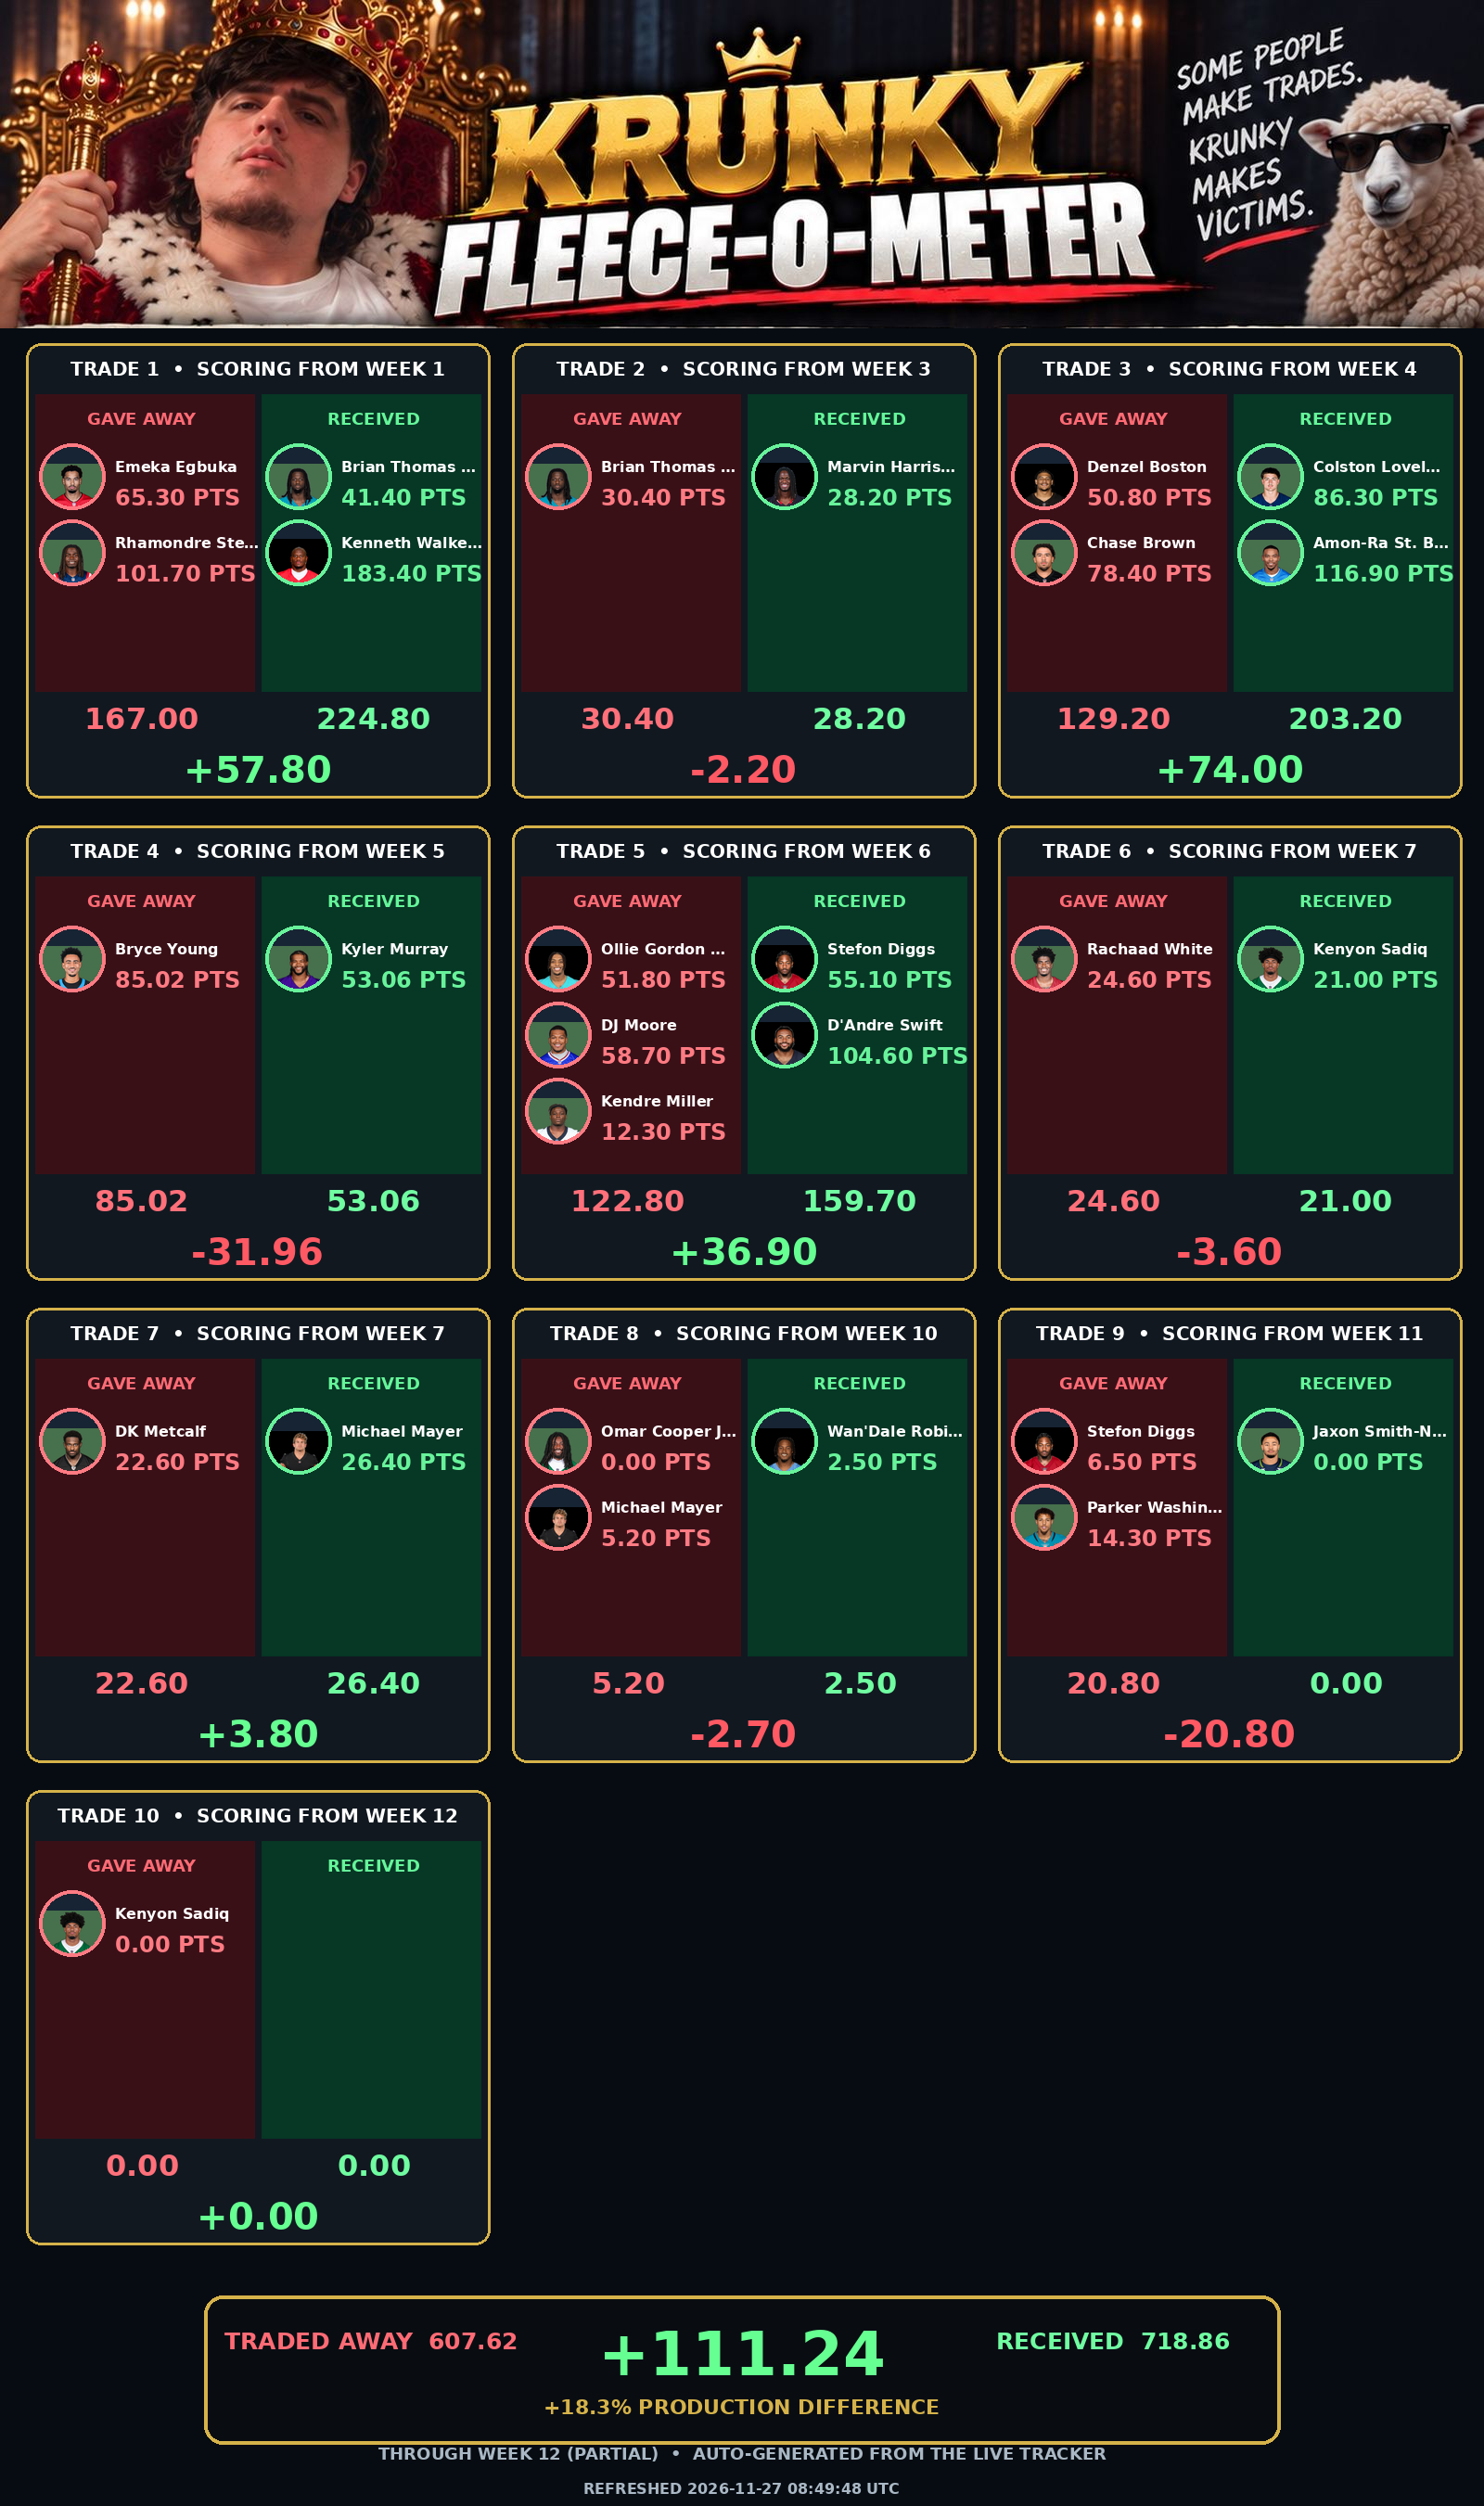 KRUNKY
FLEECE-O-METER
SOME PEOPLE
MAKE TRADES.
KRUNKY
MAKES
VICTIMS.
TRADE 1 • SCORING FROM WEEK 1
GAVE AWAY
Emeka Egbuka
65.30 PTS
Rhamondre Ste...
101.70 PTS
RECEIVED
Brian Thomas ...
41.40 PTS
Kenneth Walke...
183.40 PTS
167.00
224.80
+57.80
TRADE 2 • SCORING FROM WEEK 3
GAVE AWAY
Brian Thomas ...
30.40 PTS
RECEIVED
Marvin Harris...
28.20 PTS
30.40
28.20
-2.20
TRADE 3 • SCORING FROM WEEK 4
GAVE AWAY
Denzel Boston
50.80 PTS
Chase Brown
78.40 PTS
RECEIVED
Colston Lovel...
86.30 PTS
Amon-Ra St. B...
116.90 PTS
129.20
203.20
+74.00
TRADE 4 • SCORING FROM WEEK 5
GAVE AWAY
Bryce Young
85.02 PTS
RECEIVED
Kyler Murray
53.06 PTS
85.02
53.06
-31.96
TRADE 5 • SCORING FROM WEEK 6
GAVE AWAY
Ollie Gordon ...
51.80 PTS
DJ Moore
58.70 PTS
Kendre Miller
12.30 PTS
RECEIVED
Stefon Diggs
55.10 PTS
D'Andre Swift
104.60 PTS
122.80
159.70
+36.90
TRADE 6 • SCORING FROM WEEK 7
GAVE AWAY
Rachaad White
24.60 PTS
RECEIVED
Kenyon Sadiq
21.00 PTS
24.60
21.00
-3.60
TRADE 7 • SCORING FROM WEEK 7
GAVE AWAY
DK Metcalf
22.60 PTS
RECEIVED
Michael Mayer
26.40 PTS
22.60
26.40
+3.80
TRADE 8 • SCORING FROM WEEK 10
GAVE AWAY
Omar Cooper J...
0.00 PTS
Michael Mayer
5.20 PTS
RECEIVED
Wan'Dale Robi...
2.50 PTS
5.20
2.50
-2.70
TRADE 9 • SCORING FROM WEEK 11
GAVE AWAY
Stefon Diggs
6.50 PTS
Parker Washin...
14.30 PTS
RECEIVED
Jaxon Smith-N...
0.00 PTS
20.80
0.00
-20.80
TRADE 10 • SCORING FROM WEEK 12
GAVE AWAY
Kenyon Sadiq
0.00 PTS
RECEIVED
0.00
0.00
+0.00
TRADED AWAY 607.62
+111.24
RECEIVED 718.86
+18.3% PRODUCTION DIFFERENCE
THROUGH WEEK 12 (PARTIAL) • AUTO-GENERATED FROM THE LIVE TRACKER
REFRESHED 2026-11-27 08:49:48 UTC